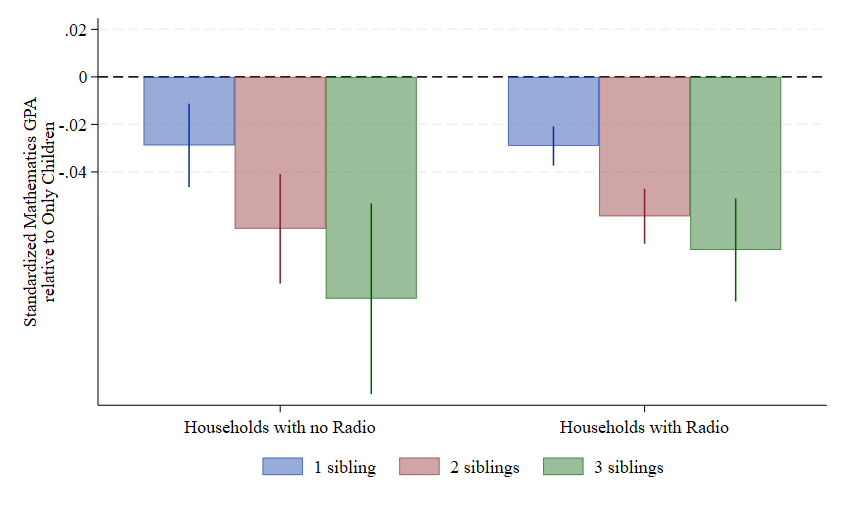 .02
0
-.02
-.04
Standardized Mathematics GPA
relative to Only Children
Households with no Radio
Households with Radio
1 sibling
2 siblings
3 siblings